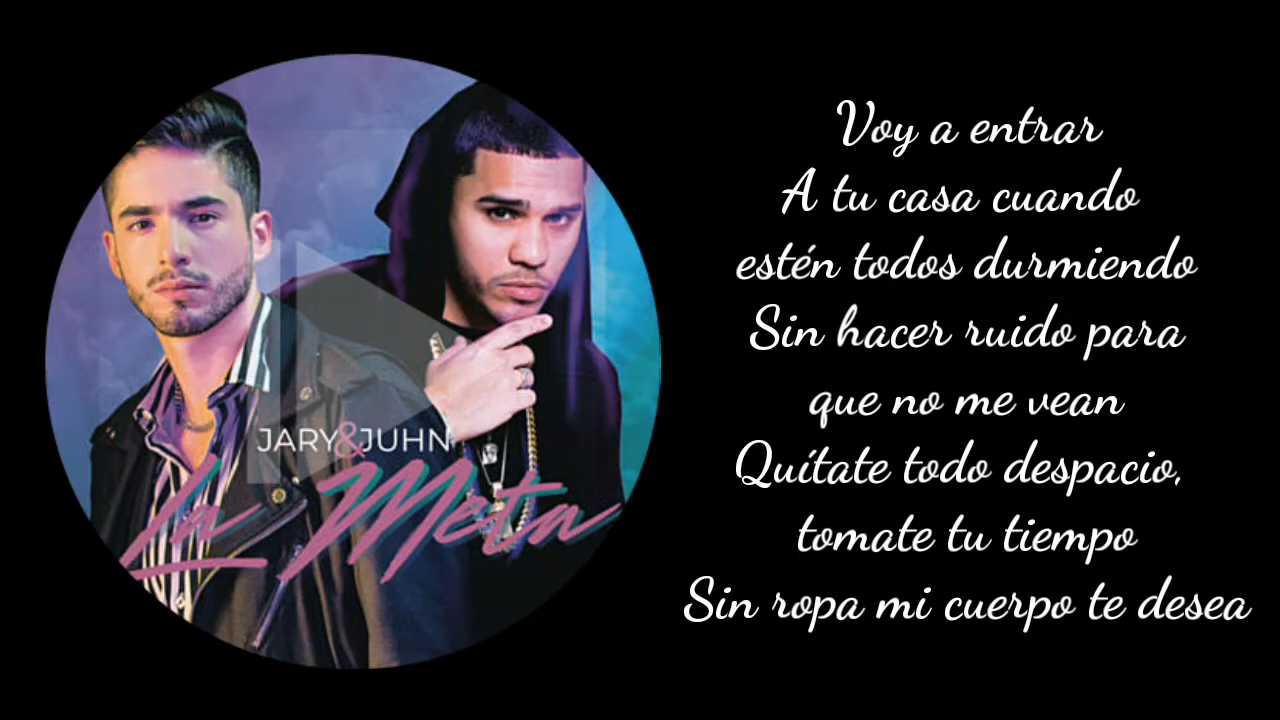 JARY&JUHN
La Meta
Voy a entrar
A tu casa cuando
estén todos durmiendo
Sin hacer ruido para
que no me vean
Quítate todo despacio,
tomate tu tiempo
Sin ropa mi cuerpo te desea